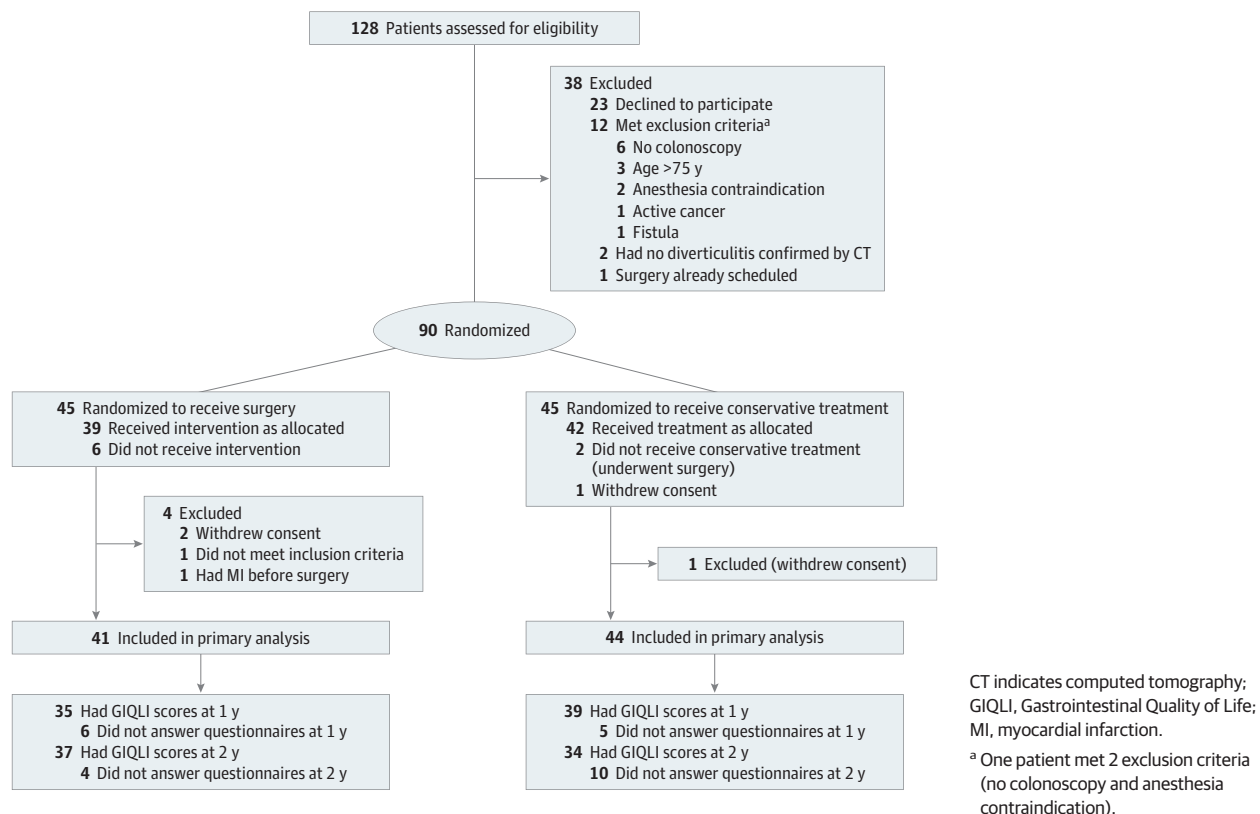 128 Patients assessed for eligibility
38 Excluded
23 Declined to participate
12 Met exclusion criteriaᵃ
6 No colonoscopy
3 Age >75 y
2 Anesthesia contraindication
1 Active cancer
1 Fistula
2 Had no diverticulitis confirmed by CT
1 Surgery already scheduled
90 Randomized
45 Randomized to receive surgery
39 Received intervention as allocated
6 Did not receive intervention
45 Randomized to receive conservative treatment
42 Received treatment as allocated
2 Did not receive conservative treatment
(underwent surgery)
1 Withdrew consent
4 Excluded
2 Withdrew consent
1 Did not meet inclusion criteria
1 Had MI before surgery
1 Excluded (withdrew consent)
41 Included in primary analysis
44 Included in primary analysis
35 Had GIQLI scores at 1 y
6 Did not answer questionnaires at 1 y
37 Had GIQLI scores at 2 y
4 Did not answer questionnaires at 2 y
39 Had GIQLI scores at 1 y
5 Did not answer questionnaires at 1 y
34 Had GIQLI scores at 2 y
10 Did not answer questionnaires at 2 y
CT indicates computed tomography;
GIQLI, Gastrointestinal Quality of Life;
MI, myocardial infarction.
ᵃ One patient met 2 exclusion criteria
(no colonoscopy and anesthesia
contraindication).